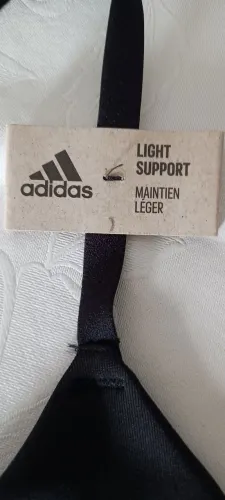 adidas
LIGHT
SUPPORT
MAINTIEN
LÉGER